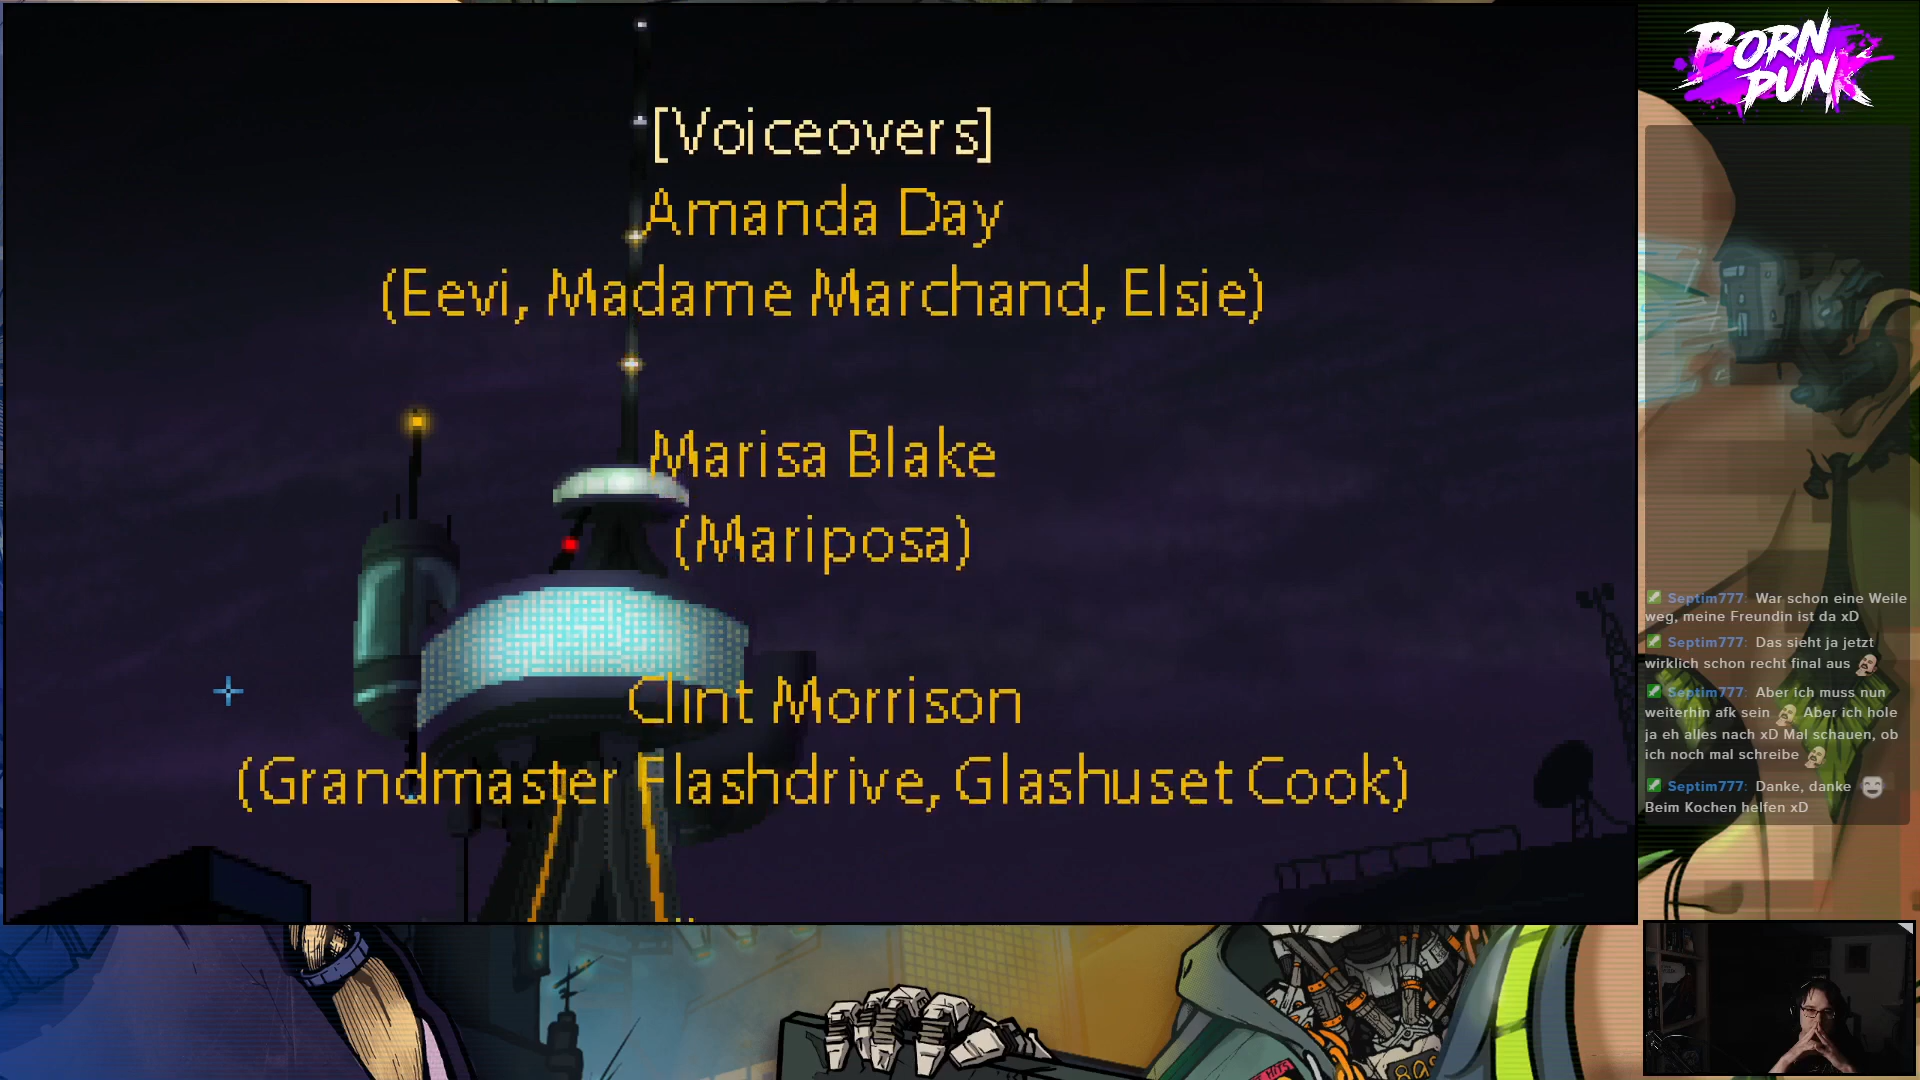 BORN
PUNK
[Voiceovers]
Amanda Day
(Eevi, Madame Marchand, Elsie)
Marisa Blake
(Mariposa)
Clint Morrison
(Grandmaster Flashdrive, Glashuset Cook)
Septim777: War schon eine Weile
weg, meine Freundin ist da xD
Septim777: Das sieht ja jetzt
wirklich schon recht final aus
Septim777: Aber ich muss nun
weiterhin afk sein Aber ich hole
ja eh alles nach xD Mal schauen, ob
ich noch mal schreibe
Septim777: Danke, danke
Beim Kochen helfen xD